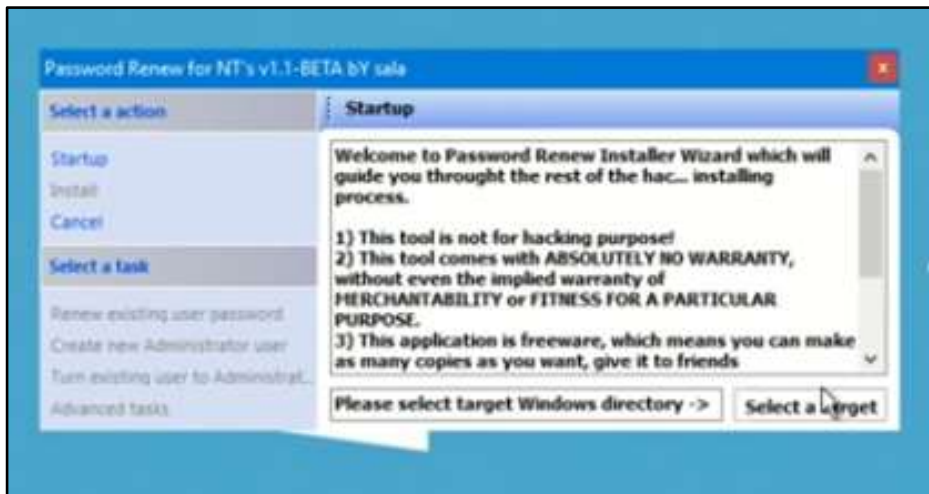 Password Renew for NT's v1.1-BETA bY sala
Select a action
Startup
Install
Cancel
Select a task
Renew existing user password
Create new Administrator user
Turn existing user to Administrat...
Advanced tasks
Startup
Welcome to Password Renew Installer Wizard which will
guide you throught the rest of the hac... installing
process.
1) This tool is not for hacking purpose!
2) This tool comes with ABSOLUTELY NO WARRANTY,
without even the implied warranty of
MERCHANTABILITY or FITNESS FOR A PARTICULAR
PURPOSE.
3) This application is freeware, which means you can make
as many copies as you want, give it to friends
Please select target Windows directory ->
Select a target